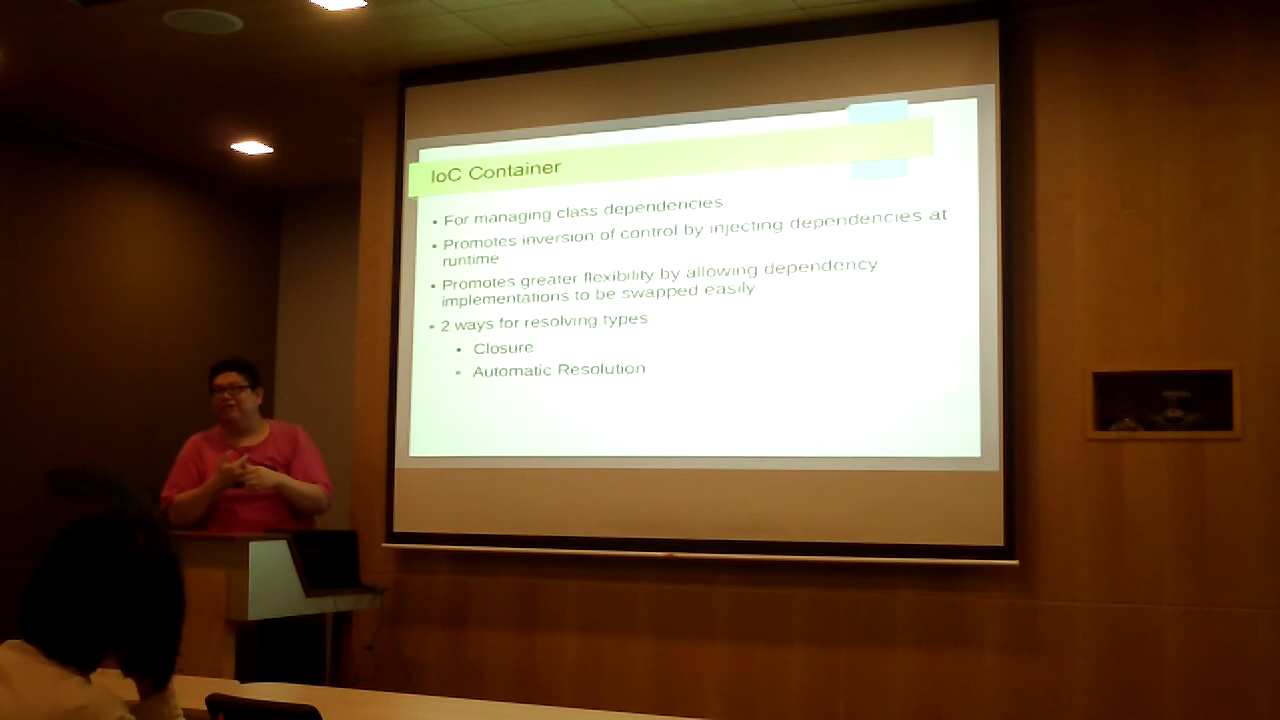 IoC Container
• For managing class dependencies
• Promotes inversion of control by injecting dependencies at
runtime
• Promotes greater flexibility by allowing dependency
implementations to be swapped easily
• 2 ways for resolving types
• Closure
• Automatic Resolution